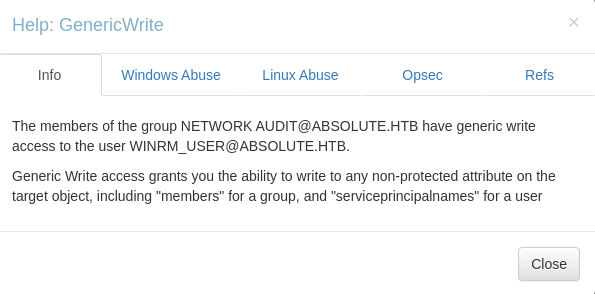 Help: GenericWrite
×
Info Windows Abuse Linux Abuse Opsec Refs
The members of the group NETWORK AUDIT@ABSOLUTE.HTB have generic write
access to the user WINRM_USER@ABSOLUTE.HTB.
Generic Write access grants you the ability to write to any non-protected attribute on the
target object, including "members" for a group, and "serviceprincipalnames" for a user
Close